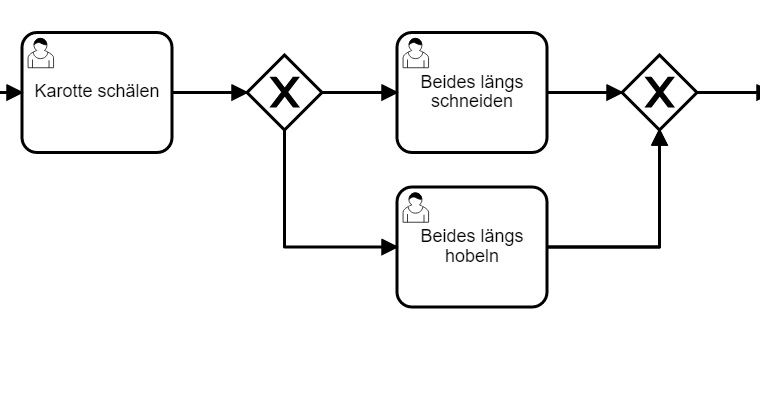 Karotte schälen
X
Beides längs
schneiden
X
Beides längs
hobeln